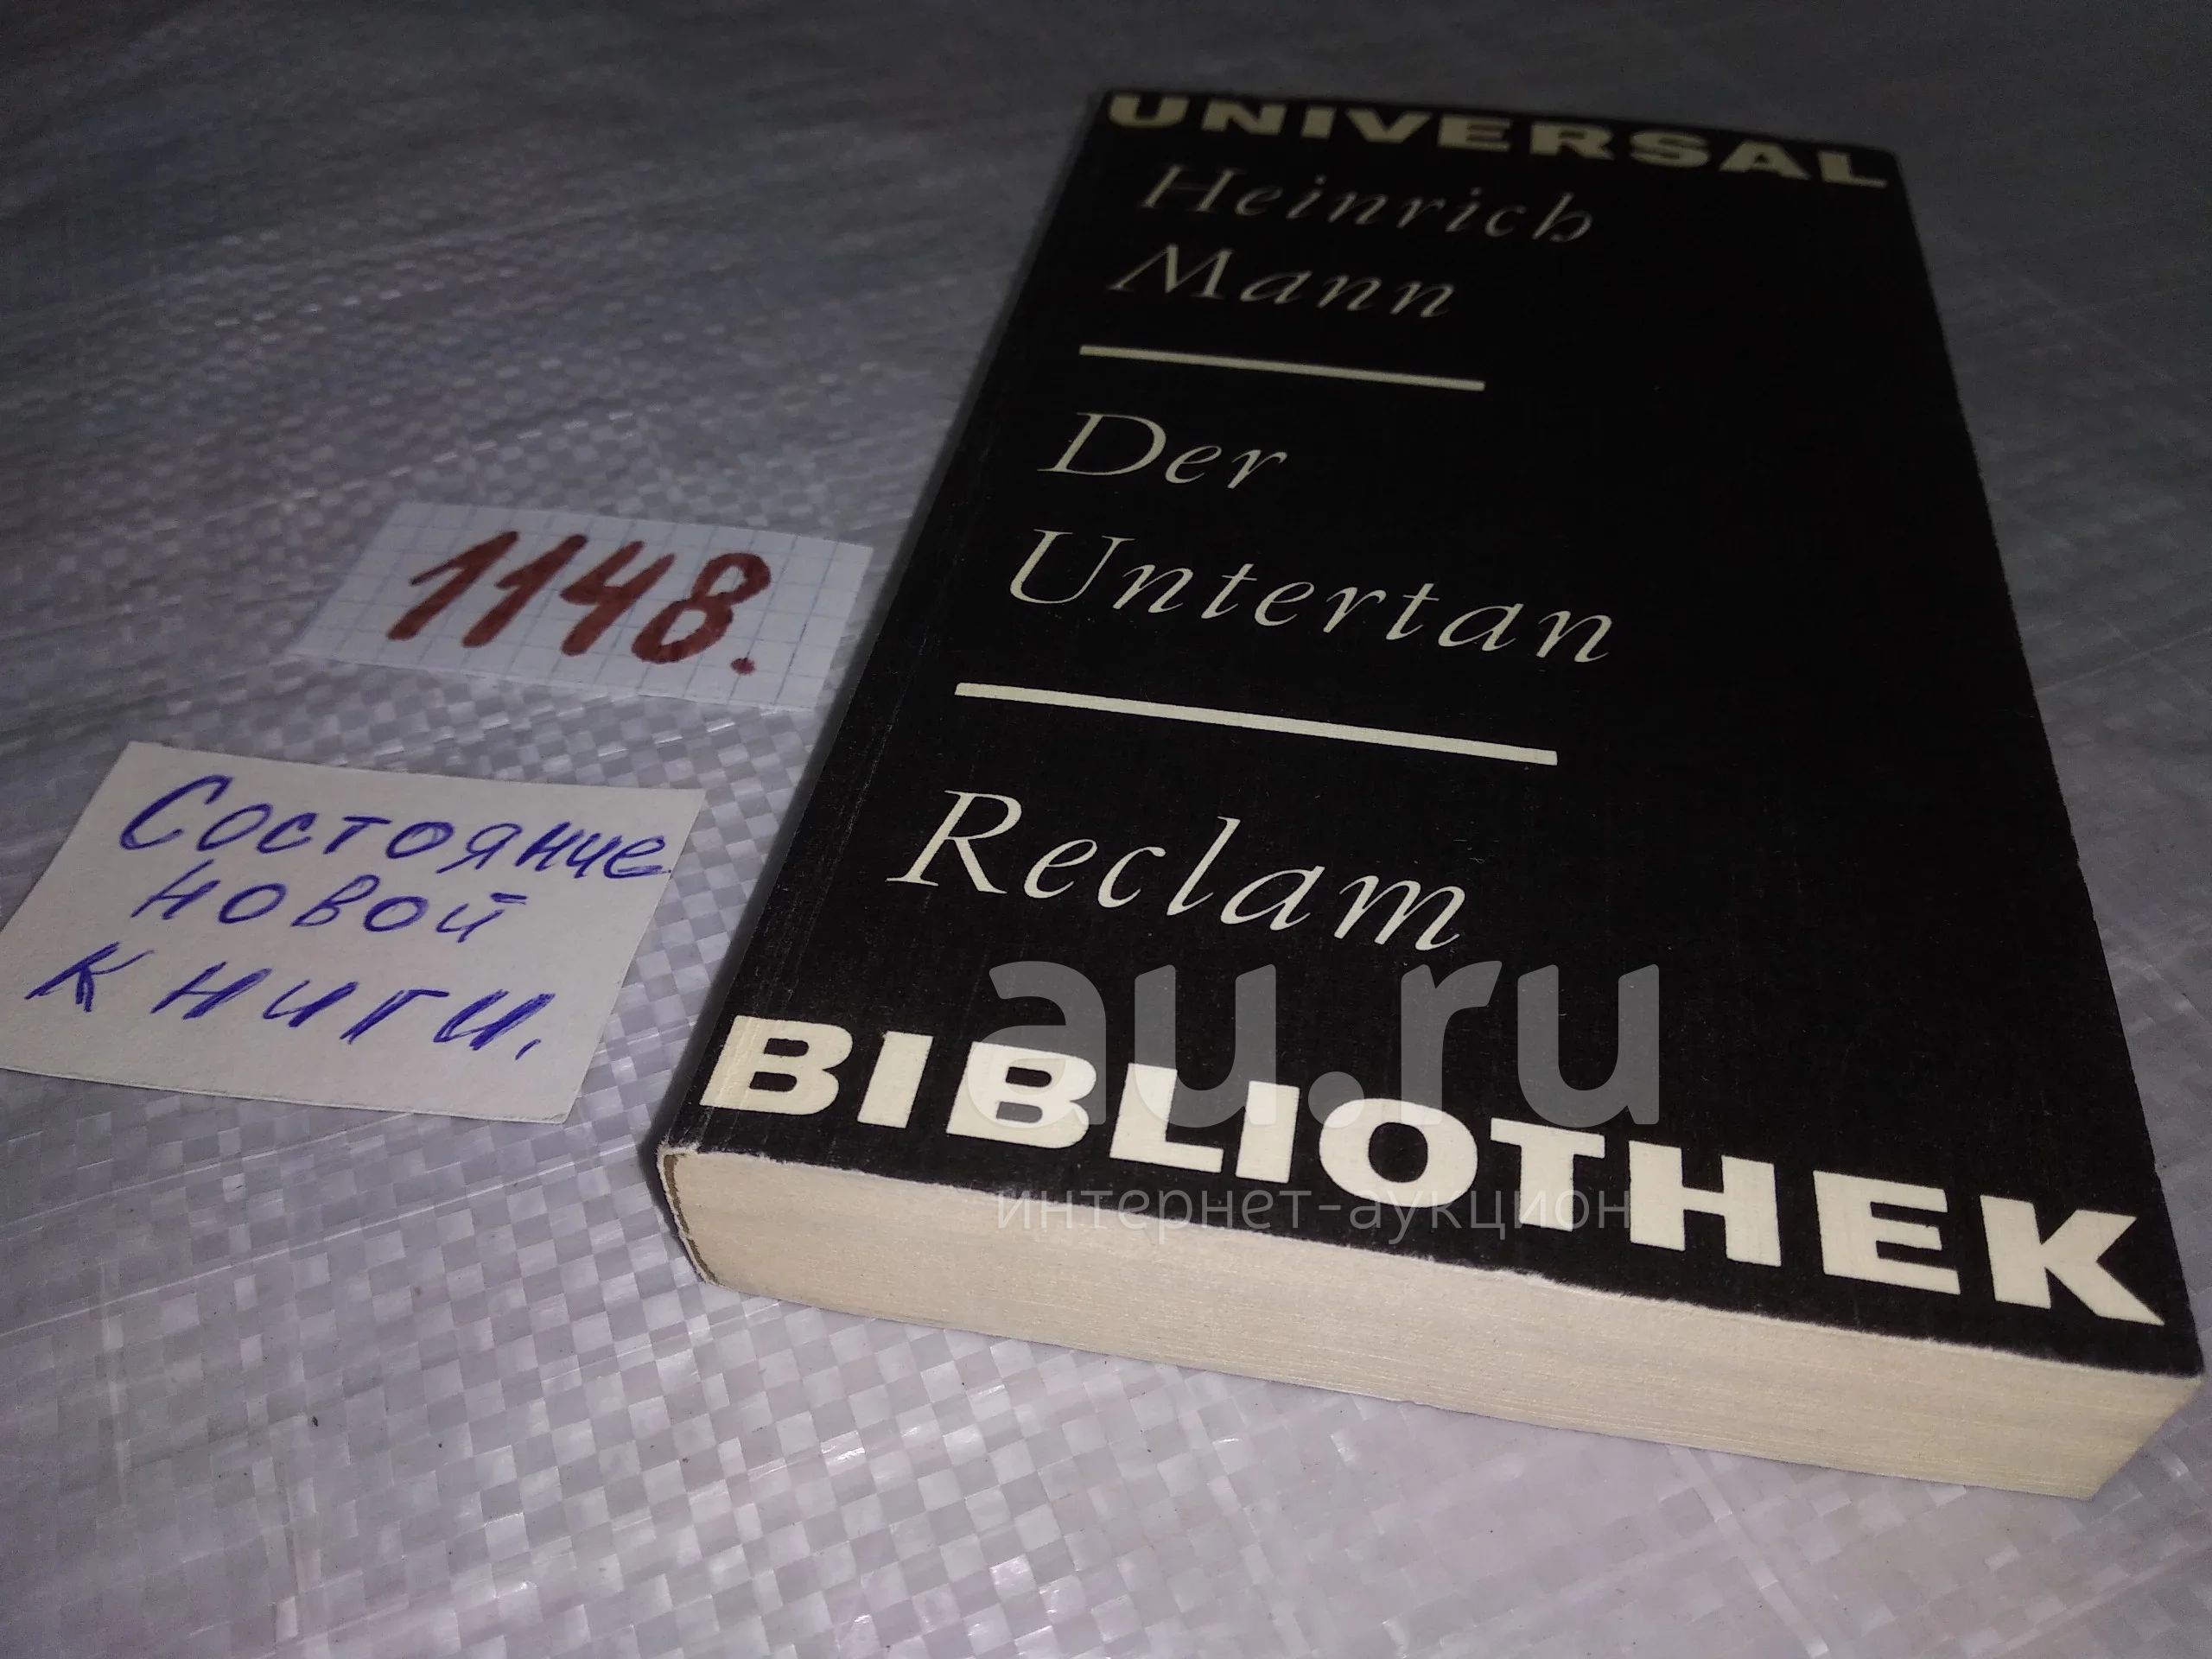 UNIVERSAL
Heinrich
Mann
Der
Untertan
Reclam
BIBLIOTHEK
1148.
Состояние
новой
книги.
au.ru
интернет-аукцион